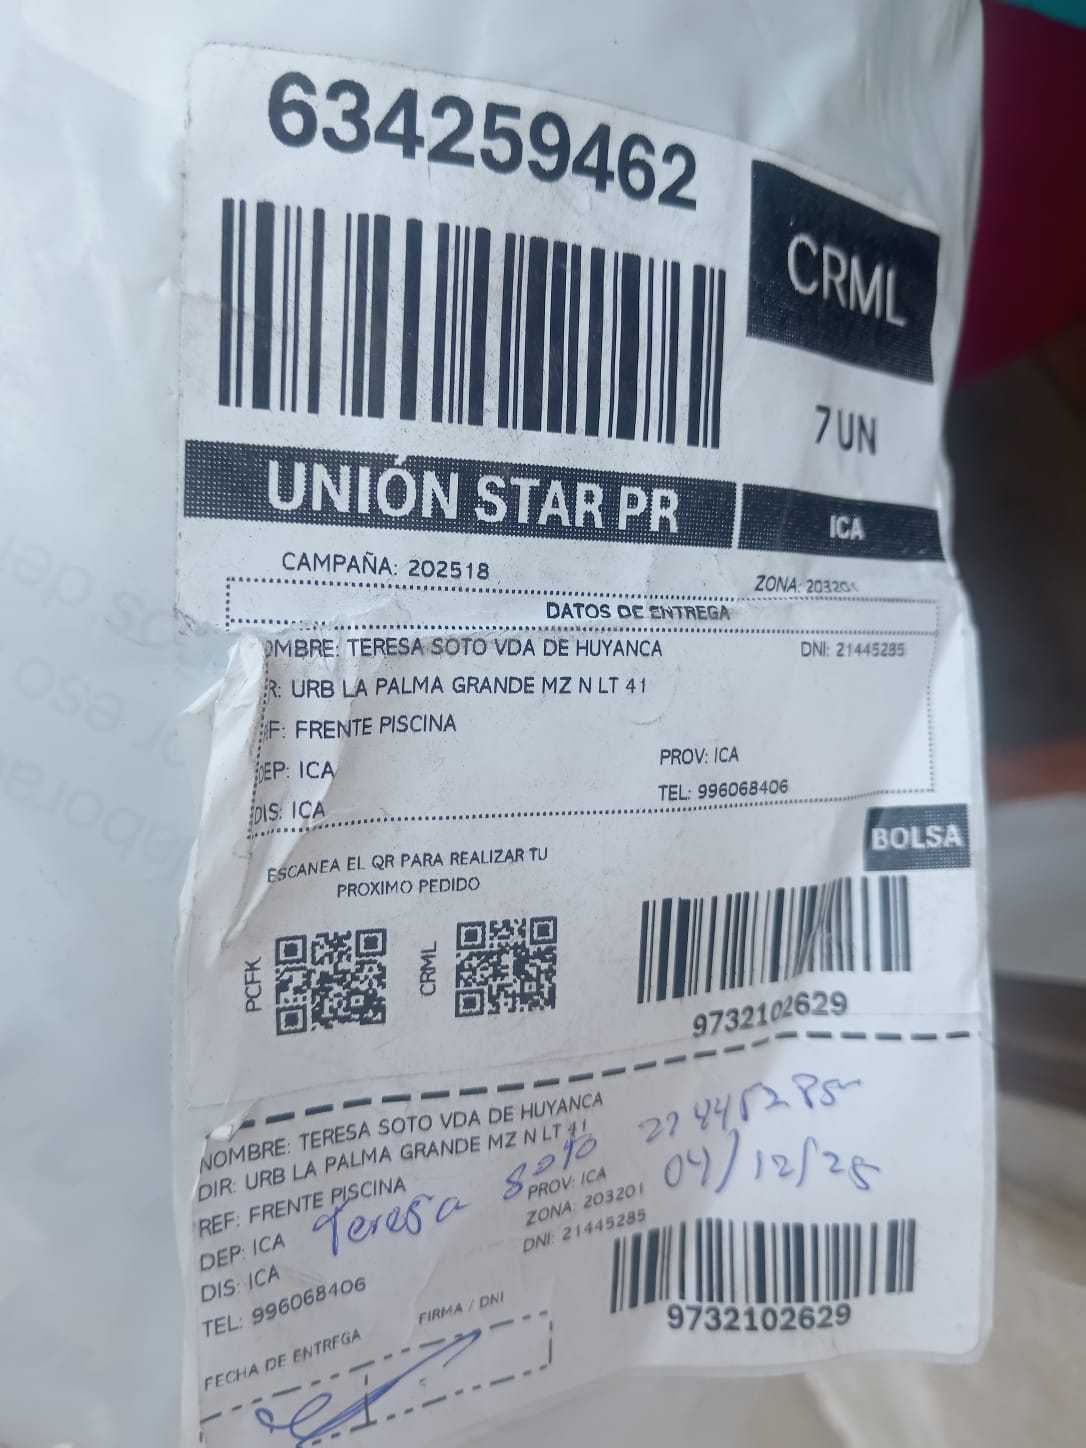 634259462
CRML
7 UN
UNIÓN STAR PR
ICA
CAMPAÑA: 202518
ZONA: 203201
DATOS DE ENTREGA
OMBRE: TERESA SOTO VDA DE HUYANCA
DNI: 21445285
R: URB LA PALMA GRANDE MZ N LT 41
EF: FRENTE PISCINA
DEP: ICA
PROV: ICA
DIS: ICA
TEL: 996068406
BOLSA
ESCANEA EL QR PARA REALIZAR TU
PROXIMO PEDIDO
PCFK
CRML
9732102629
NOMBRE: TERESA SOTO VDA DE HUYANCA
DIR: URB LA PALMA GRANDE MZ N LT 41
REF: FRENTE PISCINA
DEP: ICA
PROV: ICA
DIS: ICA
ZONA: 203201
TEL: 996068406
DNI: 21445285
Teresa Soto
04/12/25
9732102629
FECHA DE ENTREGA
FIRMA / DNI